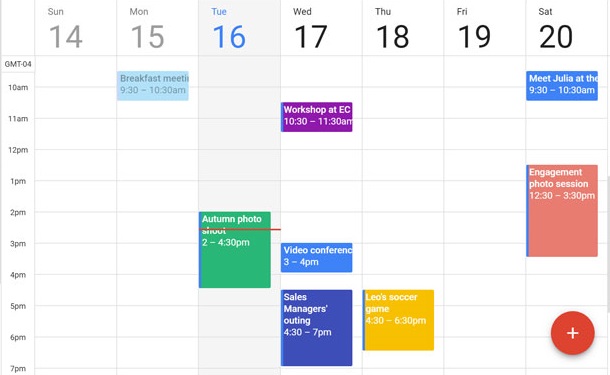 Sun Mon Tue Wed Thu Fri Sat
14 15 16 17 18 19 20
GMT-04
10am
11am
12pm
1pm
2pm
3pm
4pm
5pm
6pm
7pm
Breakfast meetin
9:30 – 10:30am
Autumn photo
shoot
2 – 4:30pm
Workshop at EC
10:30 – 11:30am
Video conferenc
3 – 4pm
Sales
Managers'
outing
4:30 – 7pm
Leo's soccer
game
4:30 – 6:30pm
Meet Julia at the
9:30 – 10:30am
Engagement
photo session
12:30 – 3:30pm
+